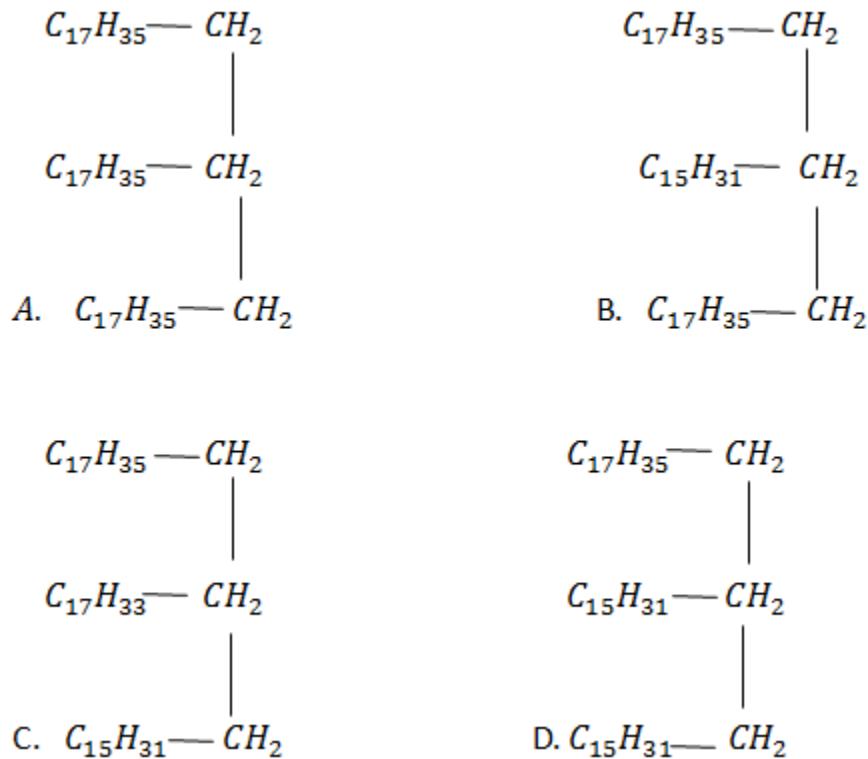 C₁₇H₃₅ — CH₂
C₁₇H₃₅ — CH₂
A. C₁₇H₃₅ — CH₂
C₁₇H₃₅ — CH₂
C₁₅H₃₁ — CH₂
B. C₁₇H₃₅ — CH₂
C₁₇H₃₅ — CH₂
C₁₇H₃₃ — CH₂
C. C₁₅H₃₁ — CH₂
C₁₇H₃₅ — CH₂
C₁₅H₃₁ — CH₂
D. C₁₅H₃₁ — CH₂